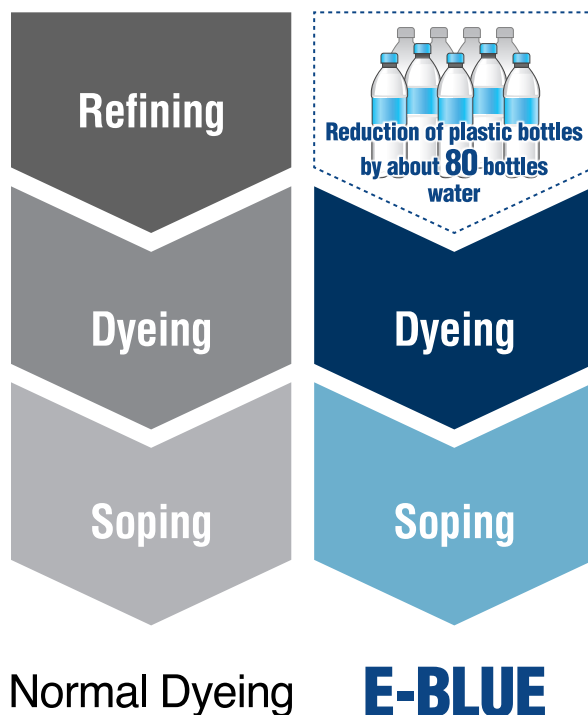 Refining
Dyeing
Soping
Normal Dyeing
Reduction of plastic bottles
by about 80 bottles
water
Dyeing
Soping
E-BLUE